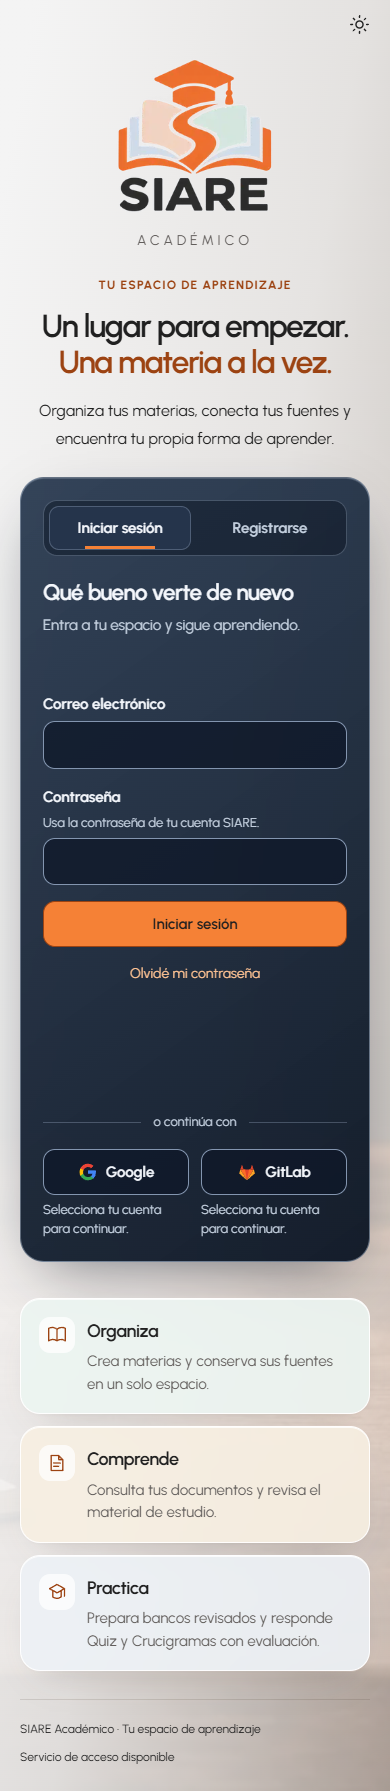 SIARE
ACADÉMICO
TU ESPACIO DE APRENDIZAJE
Un lugar para empezar.
Una materia a la vez.
Organiza tus materias, conecta tus fuentes y
encuentra tu propia forma de aprender.
Iniciar sesión
Registrarse
Qué bueno verte de nuevo
Entra a tu espacio y sigue aprendiendo.
Correo electrónico
Contraseña
Usa la contraseña de tu cuenta SIARE.
Iniciar sesión
Olvidé mi contraseña
o continúa con
Google
GitLab
Selecciona tu cuenta
para continuar.
Selecciona tu cuenta
para continuar.
Organiza
Crea materias y conserva sus fuentes
en un solo espacio.
Comprende
Consulta tus documentos y revisa el
material de estudio.
Practica
Prepara bancos revisados y responde
Quiz y Crucigramas con evaluación.
SIARE Académico · Tu espacio de aprendizaje
Servicio de acceso disponible